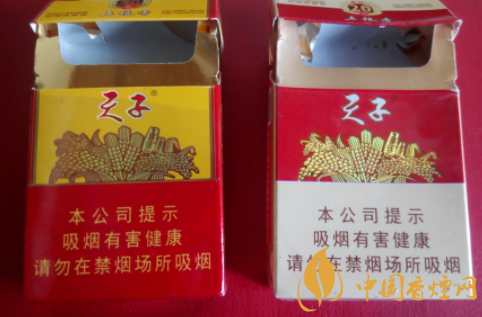 天子
本公司提示
吸烟有害健康
请勿在禁烟场所吸烟
20
天子
本公司提示
吸烟有害健康
请勿在禁烟场所吸烟
中国香烟网